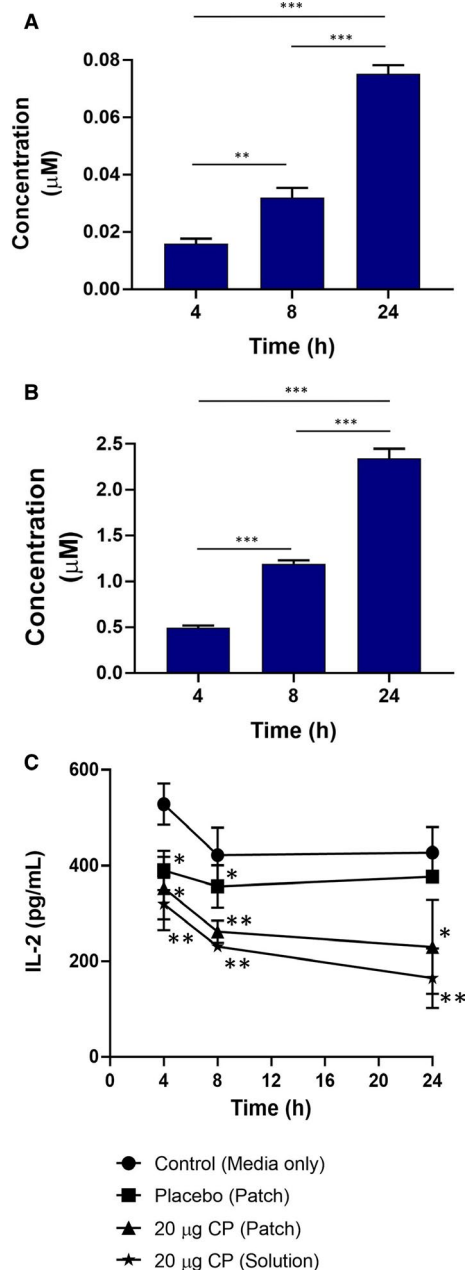 A
***
***
**
0.08
0.06
0.04
0.02
0.00
Concentration
(μM)
4 8 24
Time (h)
B
***
***
***
2.5
2.0
1.5
1.0
0.5
0.0
Concentration
(μM)
4 8 24
Time (h)
C
600
400
200
0
IL-2 (pg/mL)
*
*
*
**
**
**
*
**
0 4 8 12 16 20 24
Time (h)
Control (Media only)
Placebo (Patch)
20 μg CP (Patch)
20 μg CP (Solution)